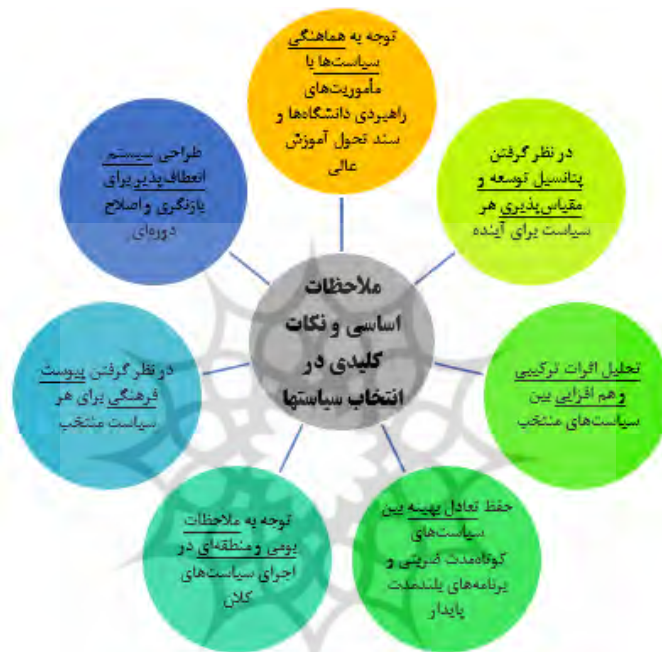 توجه به هماهنگی
سیاست‌ها با
مأموریت‌های
راهبردی دانشگاه‌ها و
سند تحول آموزش
عالی
در نظر گرفتن
پتانسیل توسعه و
مقیاس‌پذیری هر
سیاست برای آینده
تحلیل اثرات ترکیبی
و هم افزایی بین
سیاست‌های منتخب
حفظ تعادل بهینه بین
سیاست‌های
کوتاه‌مدت ضربتی و
برنامه‌های بلندمدت
پایدار
توجه به ملاحظات
بومی و منطقه‌ای در
اجرای سیاست‌های
کلان
در نظر گرفتن پیوست
فرهنگی برای هر
سیاست منتخب
طراحی سیستم
انعطاف‌پذیر برای
بازنگری و اصلاح
دوره‌ای
ملاحظات
اساسی و نکات
کلیدی در
انتخاب سیاستها